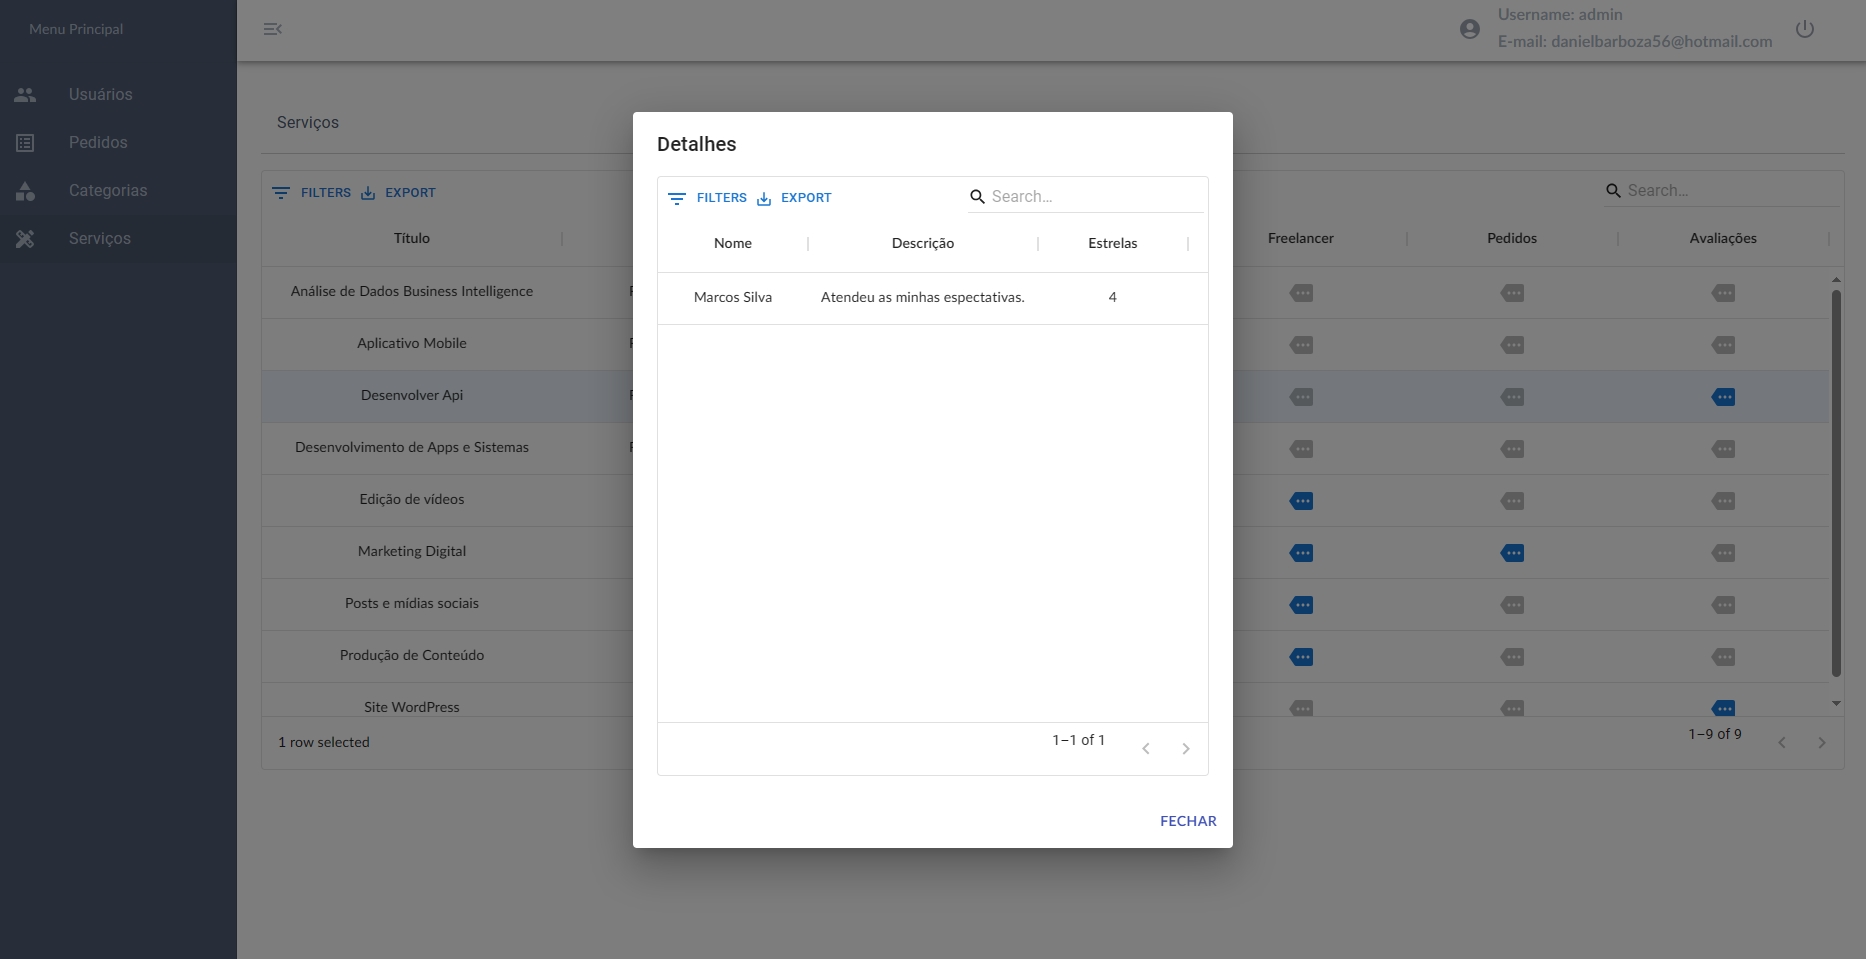 Menu Principal
Usuários
Pedidos
Categorias
Serviços
Username: admin
E-mail: danielbarboza56@hotmail.com
Serviços
FILTERS EXPORT
Search...
Título
Freelancer
Pedidos
Avaliações
Análise de Dados Business Intelligence
Aplicativo Mobile
Desenvolver Api
Desenvolvimento de Apps e Sistemas
Edição de vídeos
Marketing Digital
Posts e mídias sociais
Produção de Conteúdo
Site WordPress
1 row selected
1–9 of 9
Detalhes
FILTERS EXPORT
Search...
Nome Descrição Estrelas
Marcos Silva Atendeu as minhas espectativas. 4
1–1 of 1
FECHAR